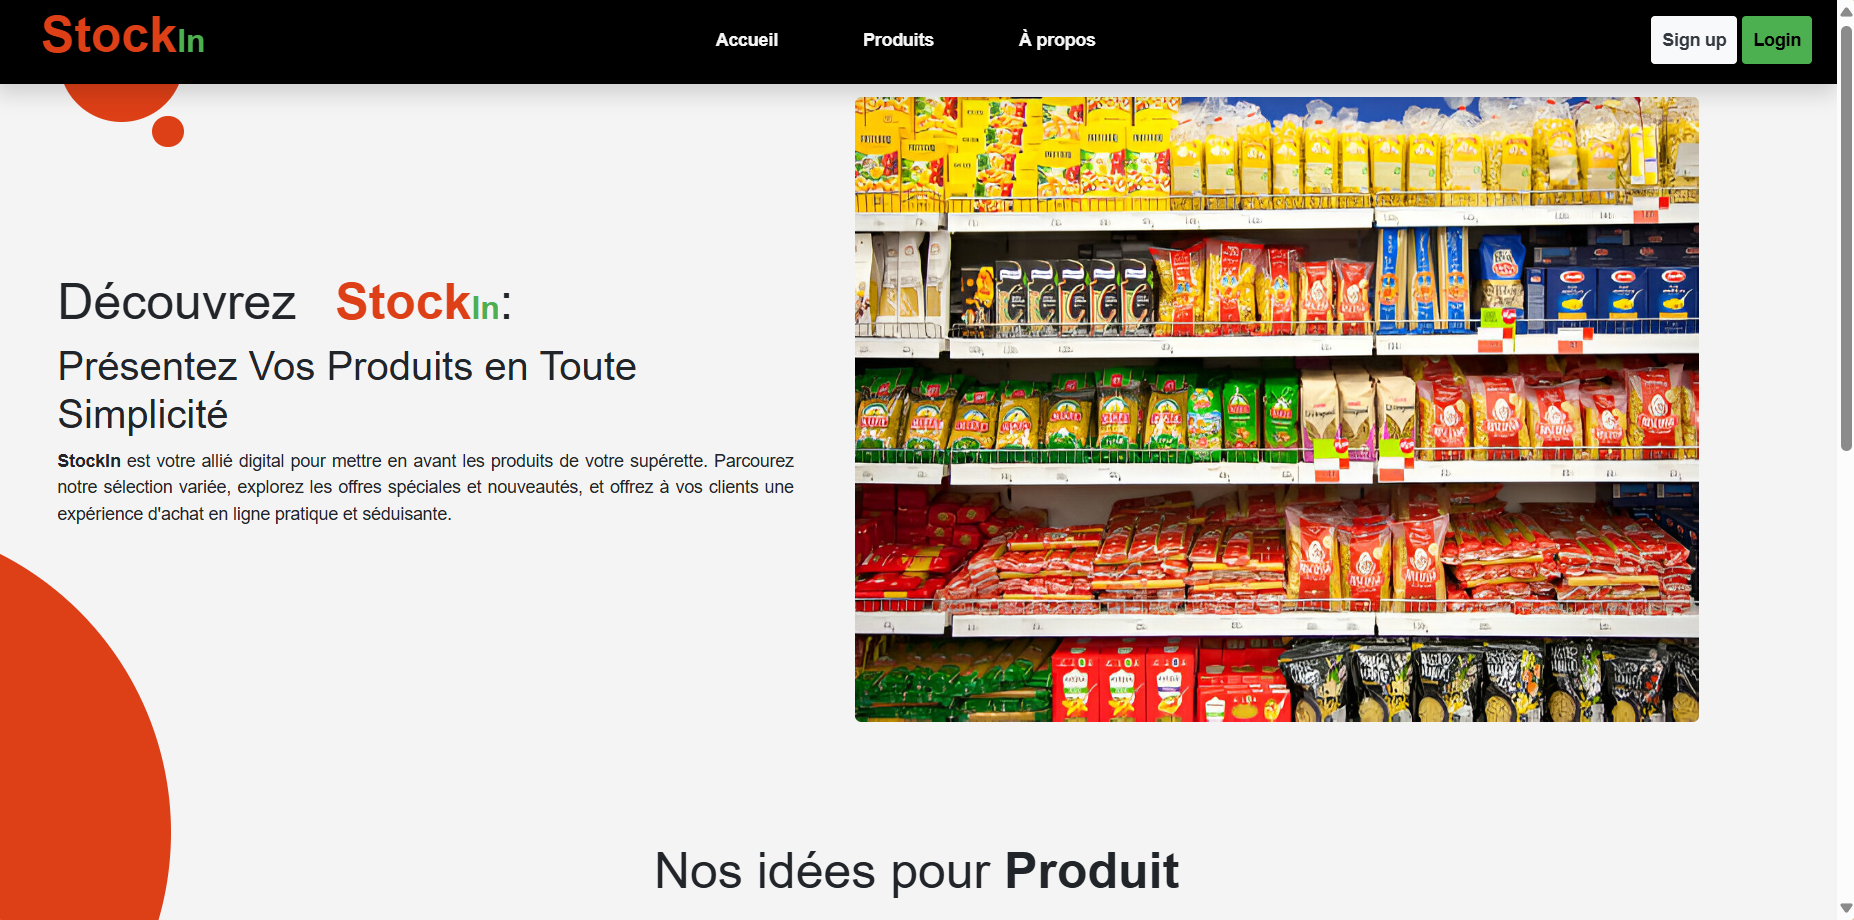 StockIn
Accueil
Produits
À propos
Sign up
Login
Découvrez StockIn:
Présentez Vos Produits en Toute
Simplicité
StockIn est votre allié digital pour mettre en avant les produits de votre supérette. Parcourez
notre sélection variée, explorez les offres spéciales et nouveautés, et offrez à vos clients une
expérience d'achat en ligne pratique et séduisante.
Nos idées pour Produit